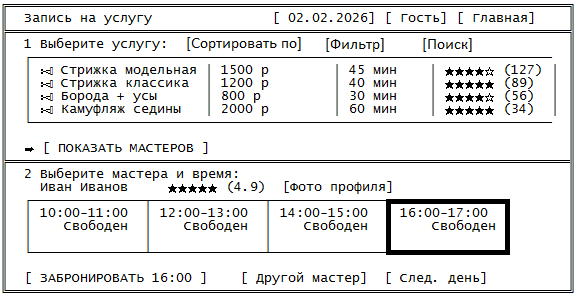 Запись на услугу [ 02.02.2026] [ Гость] [ Главная]
1 Выберите услугу: [Сортировать по] [Фильтр] [Поиск]
✂ Стрижка модельная | 1500 р | 45 мин | ★★★★☆ (127)
✂ Стрижка классика | 1200 р | 40 мин | ★★★★★ (89)
✂ Борода + усы | 800 р | 30 мин | ★★★★☆ (56)
✂ Камуфляж седины | 2000 р | 60 мин | ★★★★★ (34)
➡ [ ПОКАЗАТЬ МАСТЕРОВ ]
2 Выберите мастера и время:
Иван Иванов ★★★★★ (4.9) [Фото профиля]
10:00-11:00 12:00-13:00 14:00-15:00 16:00-17:00
Свободен Свободен Свободен Свободен
[ ЗАБРОНИРОВАТЬ 16:00 ] [ Другой мастер] [ След. день]